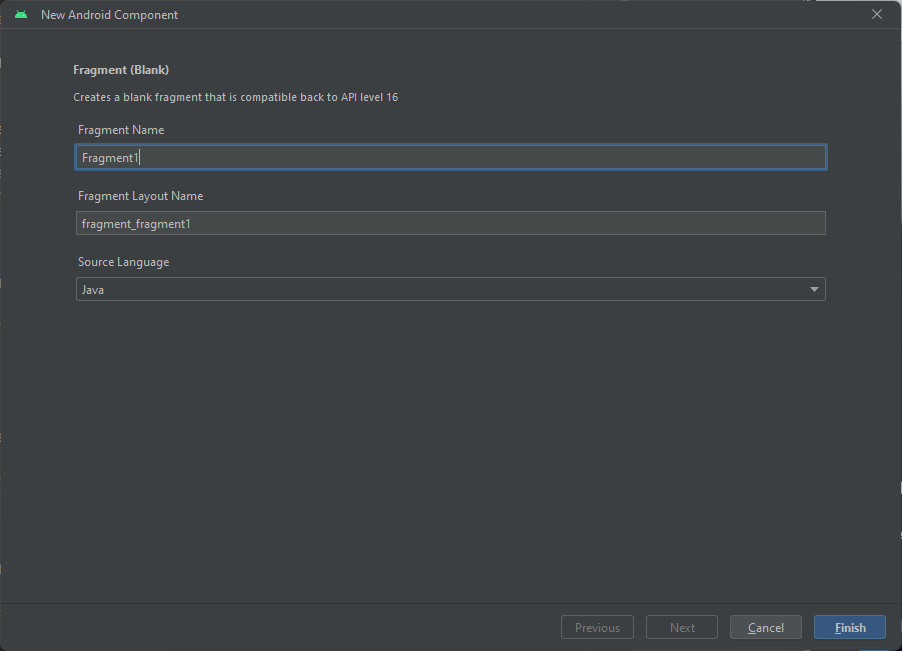 New Android Component
Fragment (Blank)
Creates a blank fragment that is compatible back to API level 16
Fragment Name
Fragment1
Fragment Layout Name
fragment_fragment1
Source Language
Java
Previous Next Cancel Finish